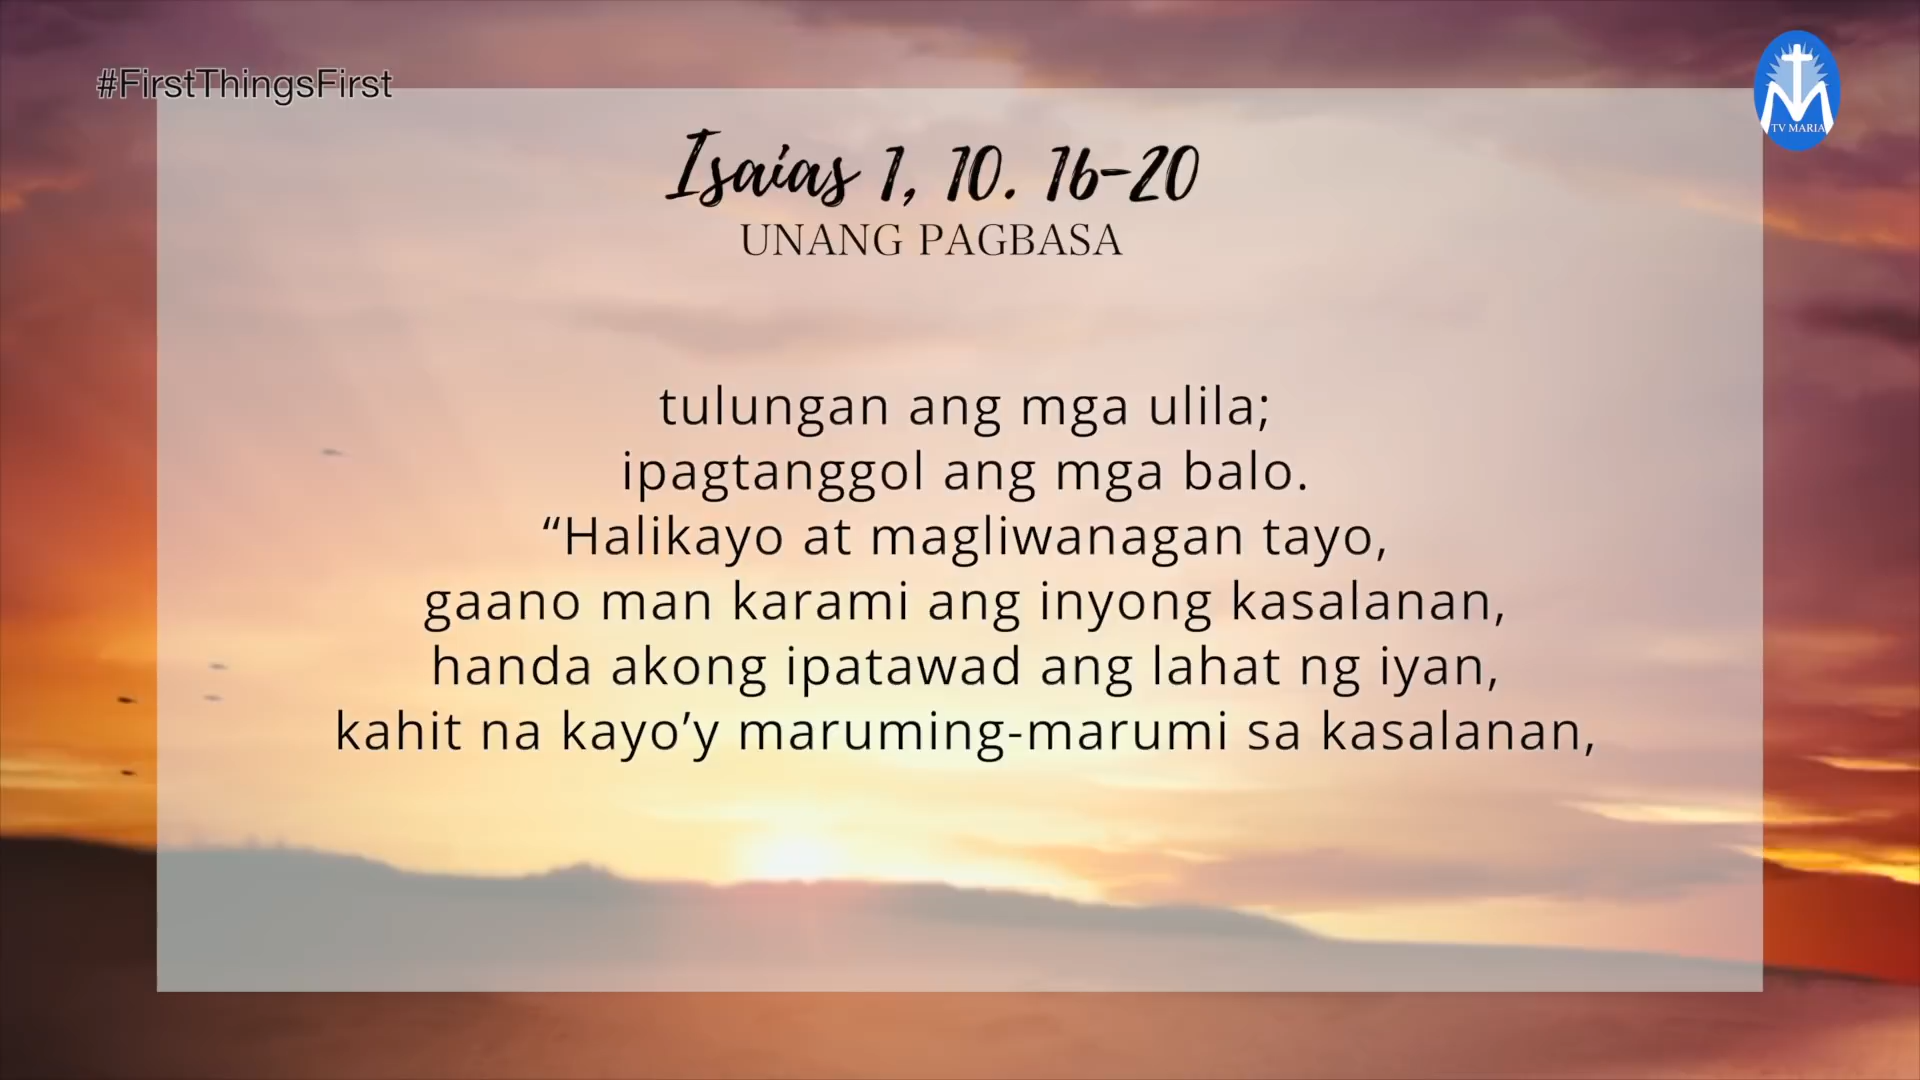 #FirstThingsFirst
TV MARIA
Isaias 1, 10. 16-20
UNANG PAGBASA
tulungan ang mga ulila;
ipagtanggol ang mga balo.
“Halikayo at magliwanagan tayo,
gaano man karami ang inyong kasalanan,
handa akong ipatawad ang lahat ng iyan,
kahit na kayo’y maruming-marumi sa kasalanan,